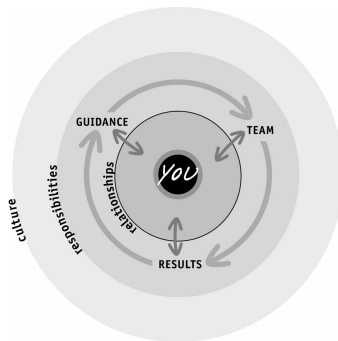 GUIDANCE
TEAM
YOU
relationships
responsibilities
culture
RESULTS